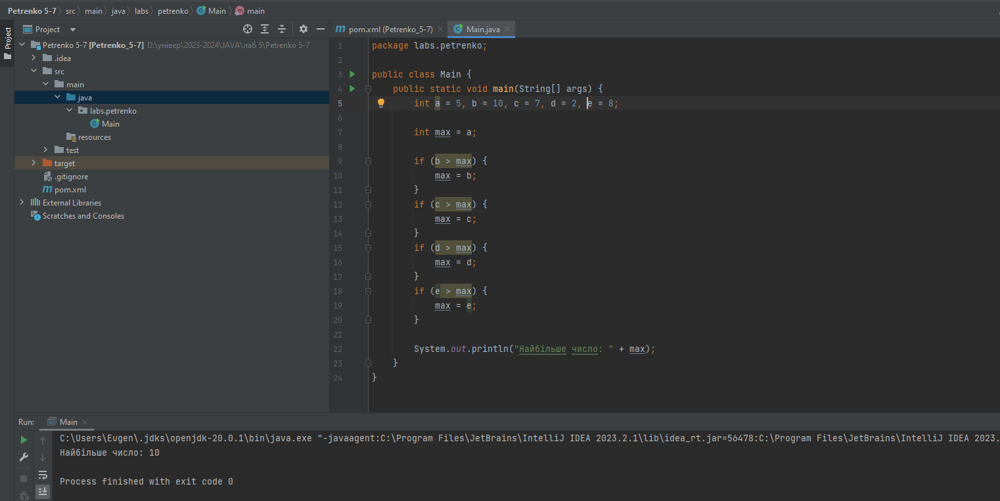 Petrenko 5-7 src main java labs petrenko Main main
Project
Project
pom.xml (Petrenko_5-7)
Main.java
Petrenko 5-7 [Petrenko_5-7] D:\універ\2023-2024\JAVA\лаб 5\Petrenko 5-7
.idea
src
main
java
labs.petrenko
Main
resources
test
target
.gitignore
pom.xml
External Libraries
Scratches and Consoles
1 package labs.petrenko;
2
3 public class Main {
4 public static void main(String[] args) {
5 int a = 5, b = 10, c = 7, d = 2, e = 8;
6
7 int max = a;
8
9 if (b > max) {
10 max = b;
11 }
12 if (c > max) {
13 max = c;
14 }
15 if (d > max) {
16 max = d;
17 }
18 if (e > max) {
19 max = e;
20 }
21
22 System.out.println("Найбільше число: " + max);
23 }
24 }
Run: Main
C:\Users\Eugen\.jdks\openjdk-20.0.1\bin\java.exe "-javaagent:C:\Program Files\JetBrains\IntelliJ IDEA 2023.2.1\lib\idea_rt.jar=56478:C:\Program Files\JetBrains\IntelliJ IDEA 2023.
Найбільше число: 10
Process finished with exit code 0